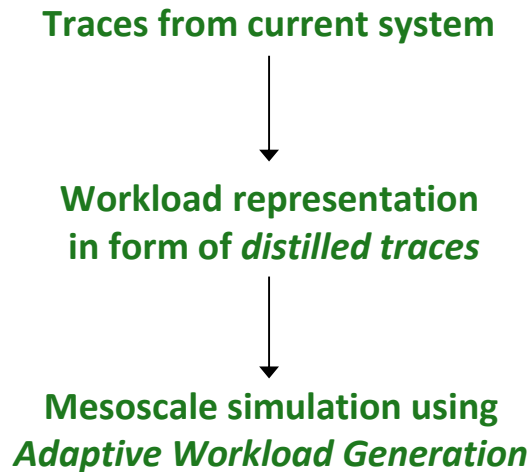 Traces from current system
Workload representation
in form of distilled traces
Mesoscale simulation using
Adaptive Workload Generation